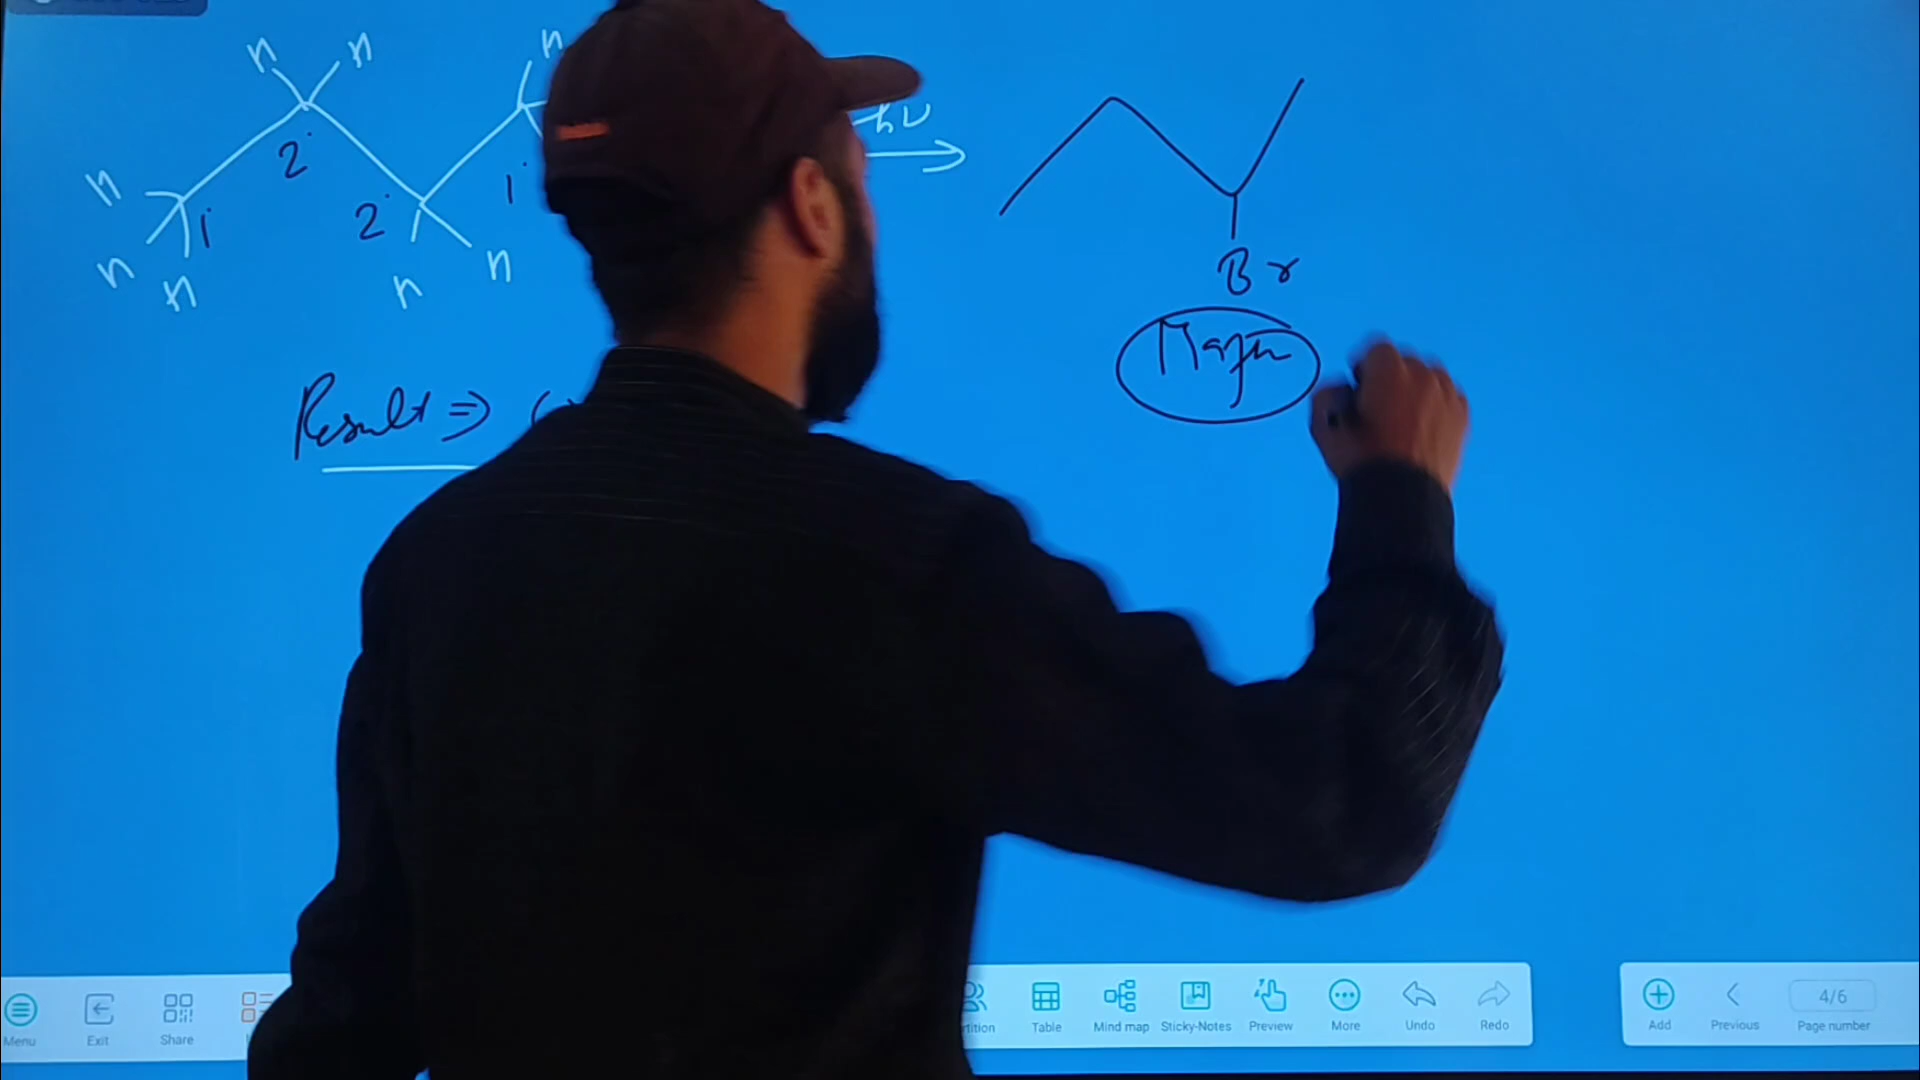 H H H
hν
2°
H 1° 2° 1°
H H H H
Br
Major
Result ⇒ (
Menu Exit Share
Table Mind map Sticky-Notes Preview More Undo Redo
Add Previous 4/6 Page number